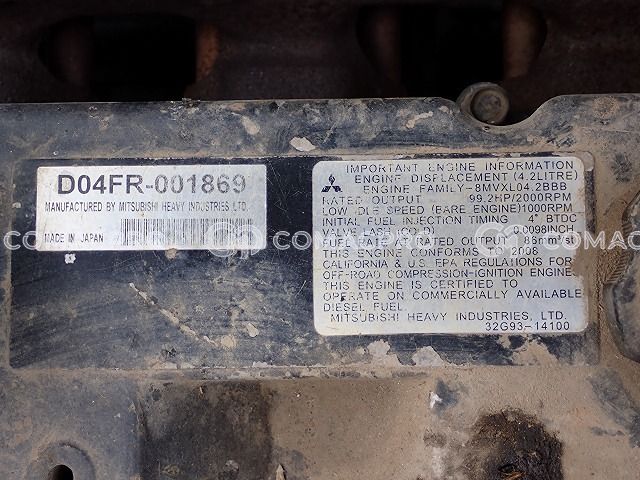 D04FR-001869
MANUFACTURED BY MITSUBISHI HEAVY INDUSTRIES LTD.
MADE IN JAPAN
IMPORTANT ENGINE INFORMATION
ENGINE DISPLACEMENT (4.2LITRE)
ENGINE FAMILY-8MVXL04.2BBB
RATED OUTPUT 99.2HP/2000RPM
LOW IDLE SPEED (BARE ENGINE) 1000RPM
INITIAL FUEL INJECTION TIMING 4° BTDC
VALVE LASH (COLD) 0.0098INCH
FUEL RATE AT RATED OUTPUT 86mm³/st
THIS ENGINE CONFORMS TO 2008
CALIFORNIA & U.S. EPA REGULATIONS FOR
OFF-ROAD COMPRESSION-IGNITION ENGINE
THIS ENGINE IS CERTIFIED TO
OPERATE ON COMMERCIALLY AVAILABLE
DIESEL FUEL.
MITSUBISHI HEAVY INDUSTRIES, LTD.
32G93-14100